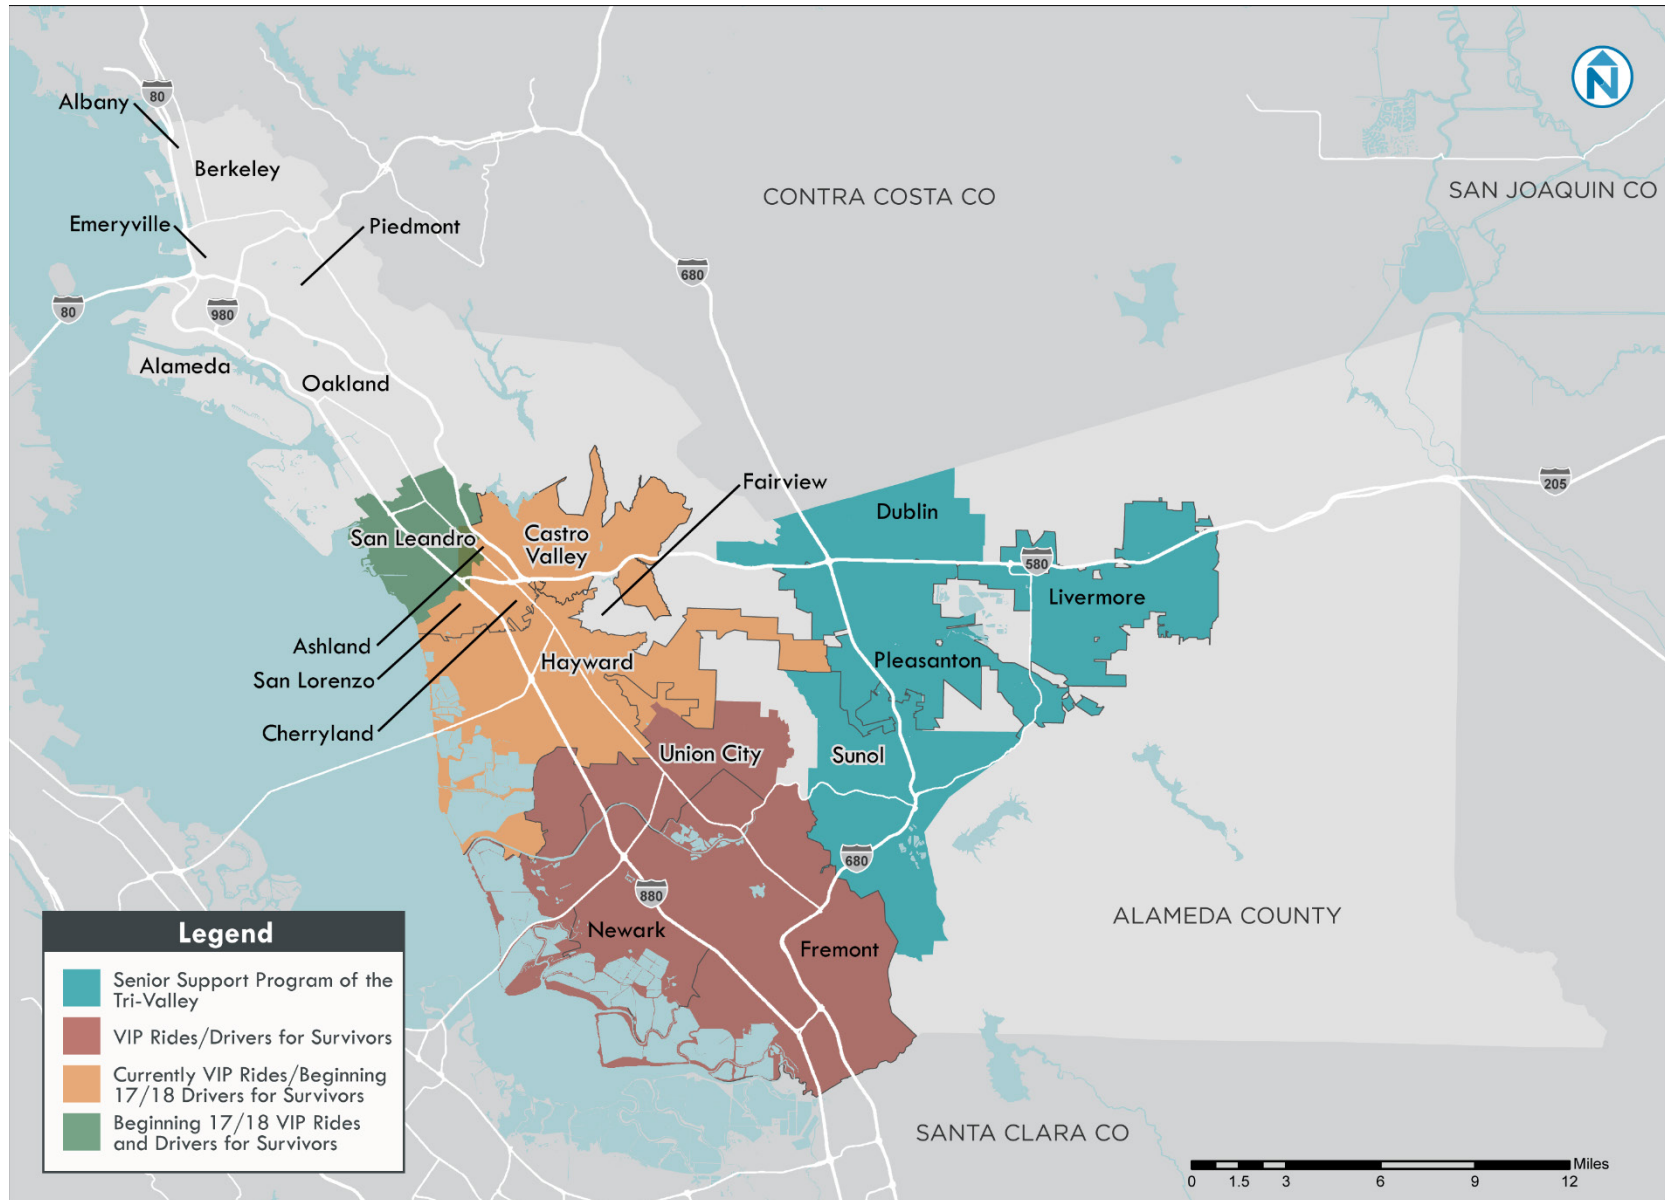 N
80
Albany
Berkeley
CONTRA COSTA CO
SAN JOAQUIN CO
Emeryville
Piedmont
680
80
980
Alameda
Oakland
Fairview
205
Dublin
San Leandro
Castro
Valley
580
Livermore
Ashland
San Lorenzo
Hayward
Pleasanton
Cherryland
Union City
Sunol
680
880
ALAMEDA COUNTY
Newark
Fremont
Legend
Senior Support Program of the
Tri-Valley
VIP Rides/Drivers for Survivors
Currently VIP Rides/Beginning
17/18 Drivers for Survivors
Beginning 17/18 VIP Rides
and Drivers for Survivors
SANTA CLARA CO
Miles
0 1.5 3 6 9 12